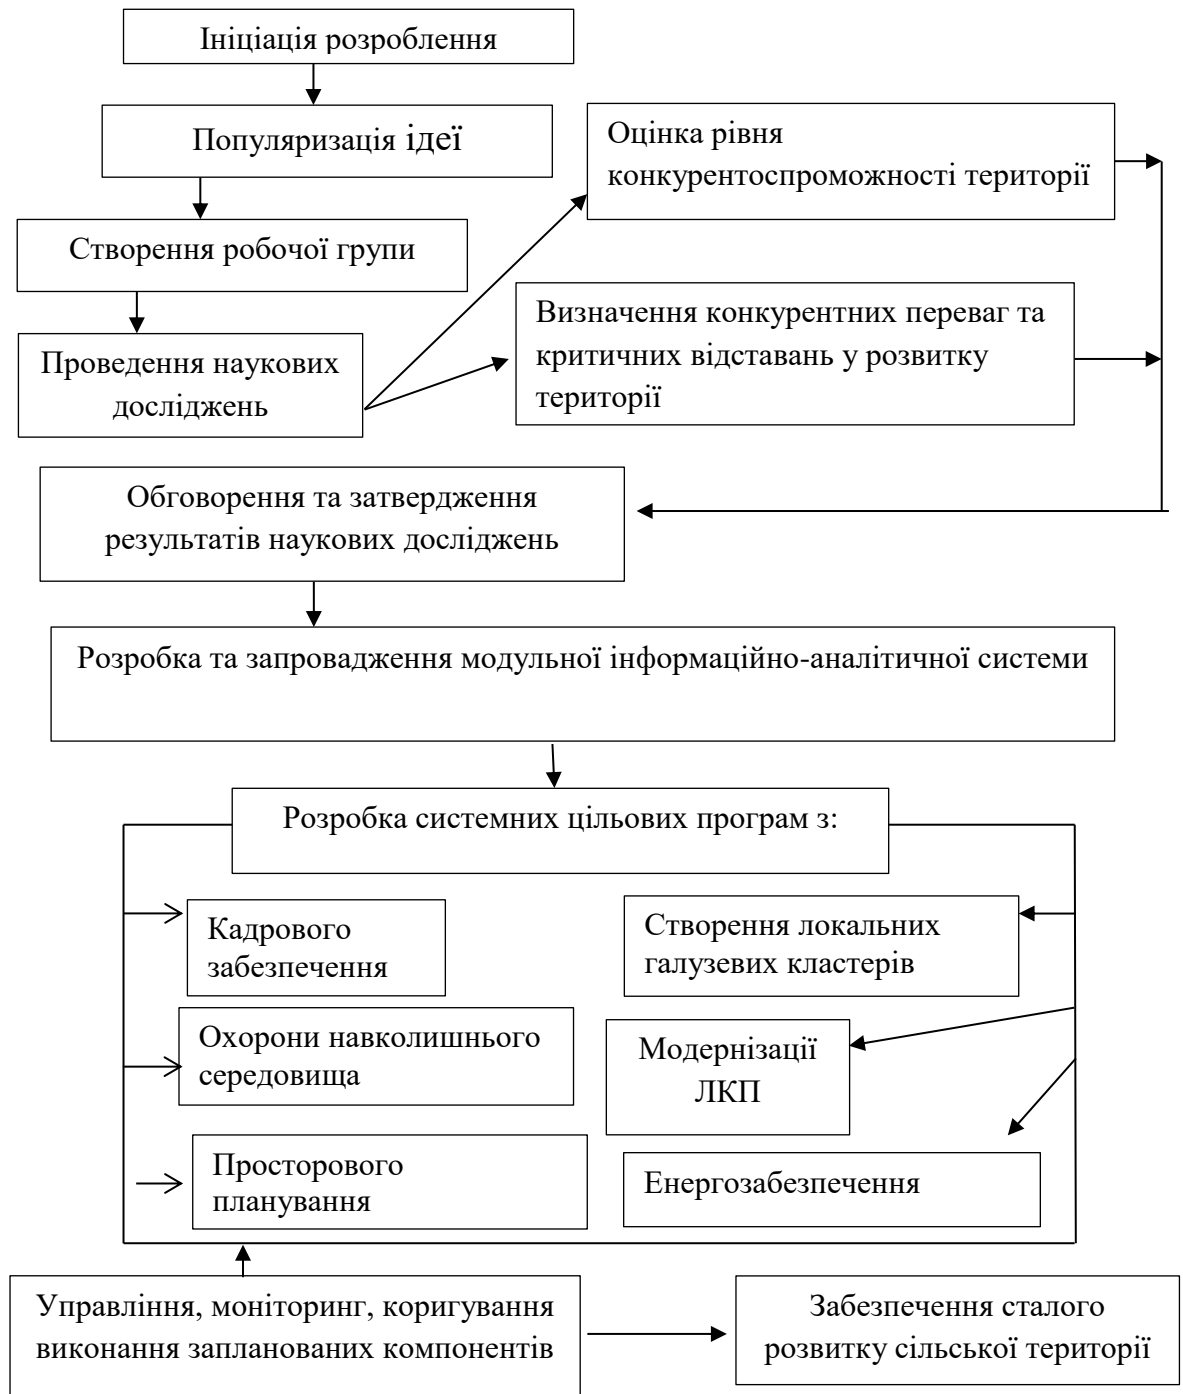 Ініціація розроблення
Популяризація ідеї
Оцінка рівня
конкурентоспроможності території
Створення робочої групи
Визначення конкурентних переваг та
критичних відставань у розвитку
території
Проведення наукових
досліджень
Обговорення та затвердження
результатів наукових досліджень
Розробка та запровадження модульної інформаційно-аналітичної системи
Розробка системних цільових програм з:
Кадрового
забезпечення
Створення локальних
галузевих кластерів
Охорони навколишнього
середовища
Модернізації
ЛКП
Просторового
планування
Енергозабезпечення
Управління, моніторинг, коригування
виконання запланованих компонентів
Забезпечення сталого
розвитку сільської території